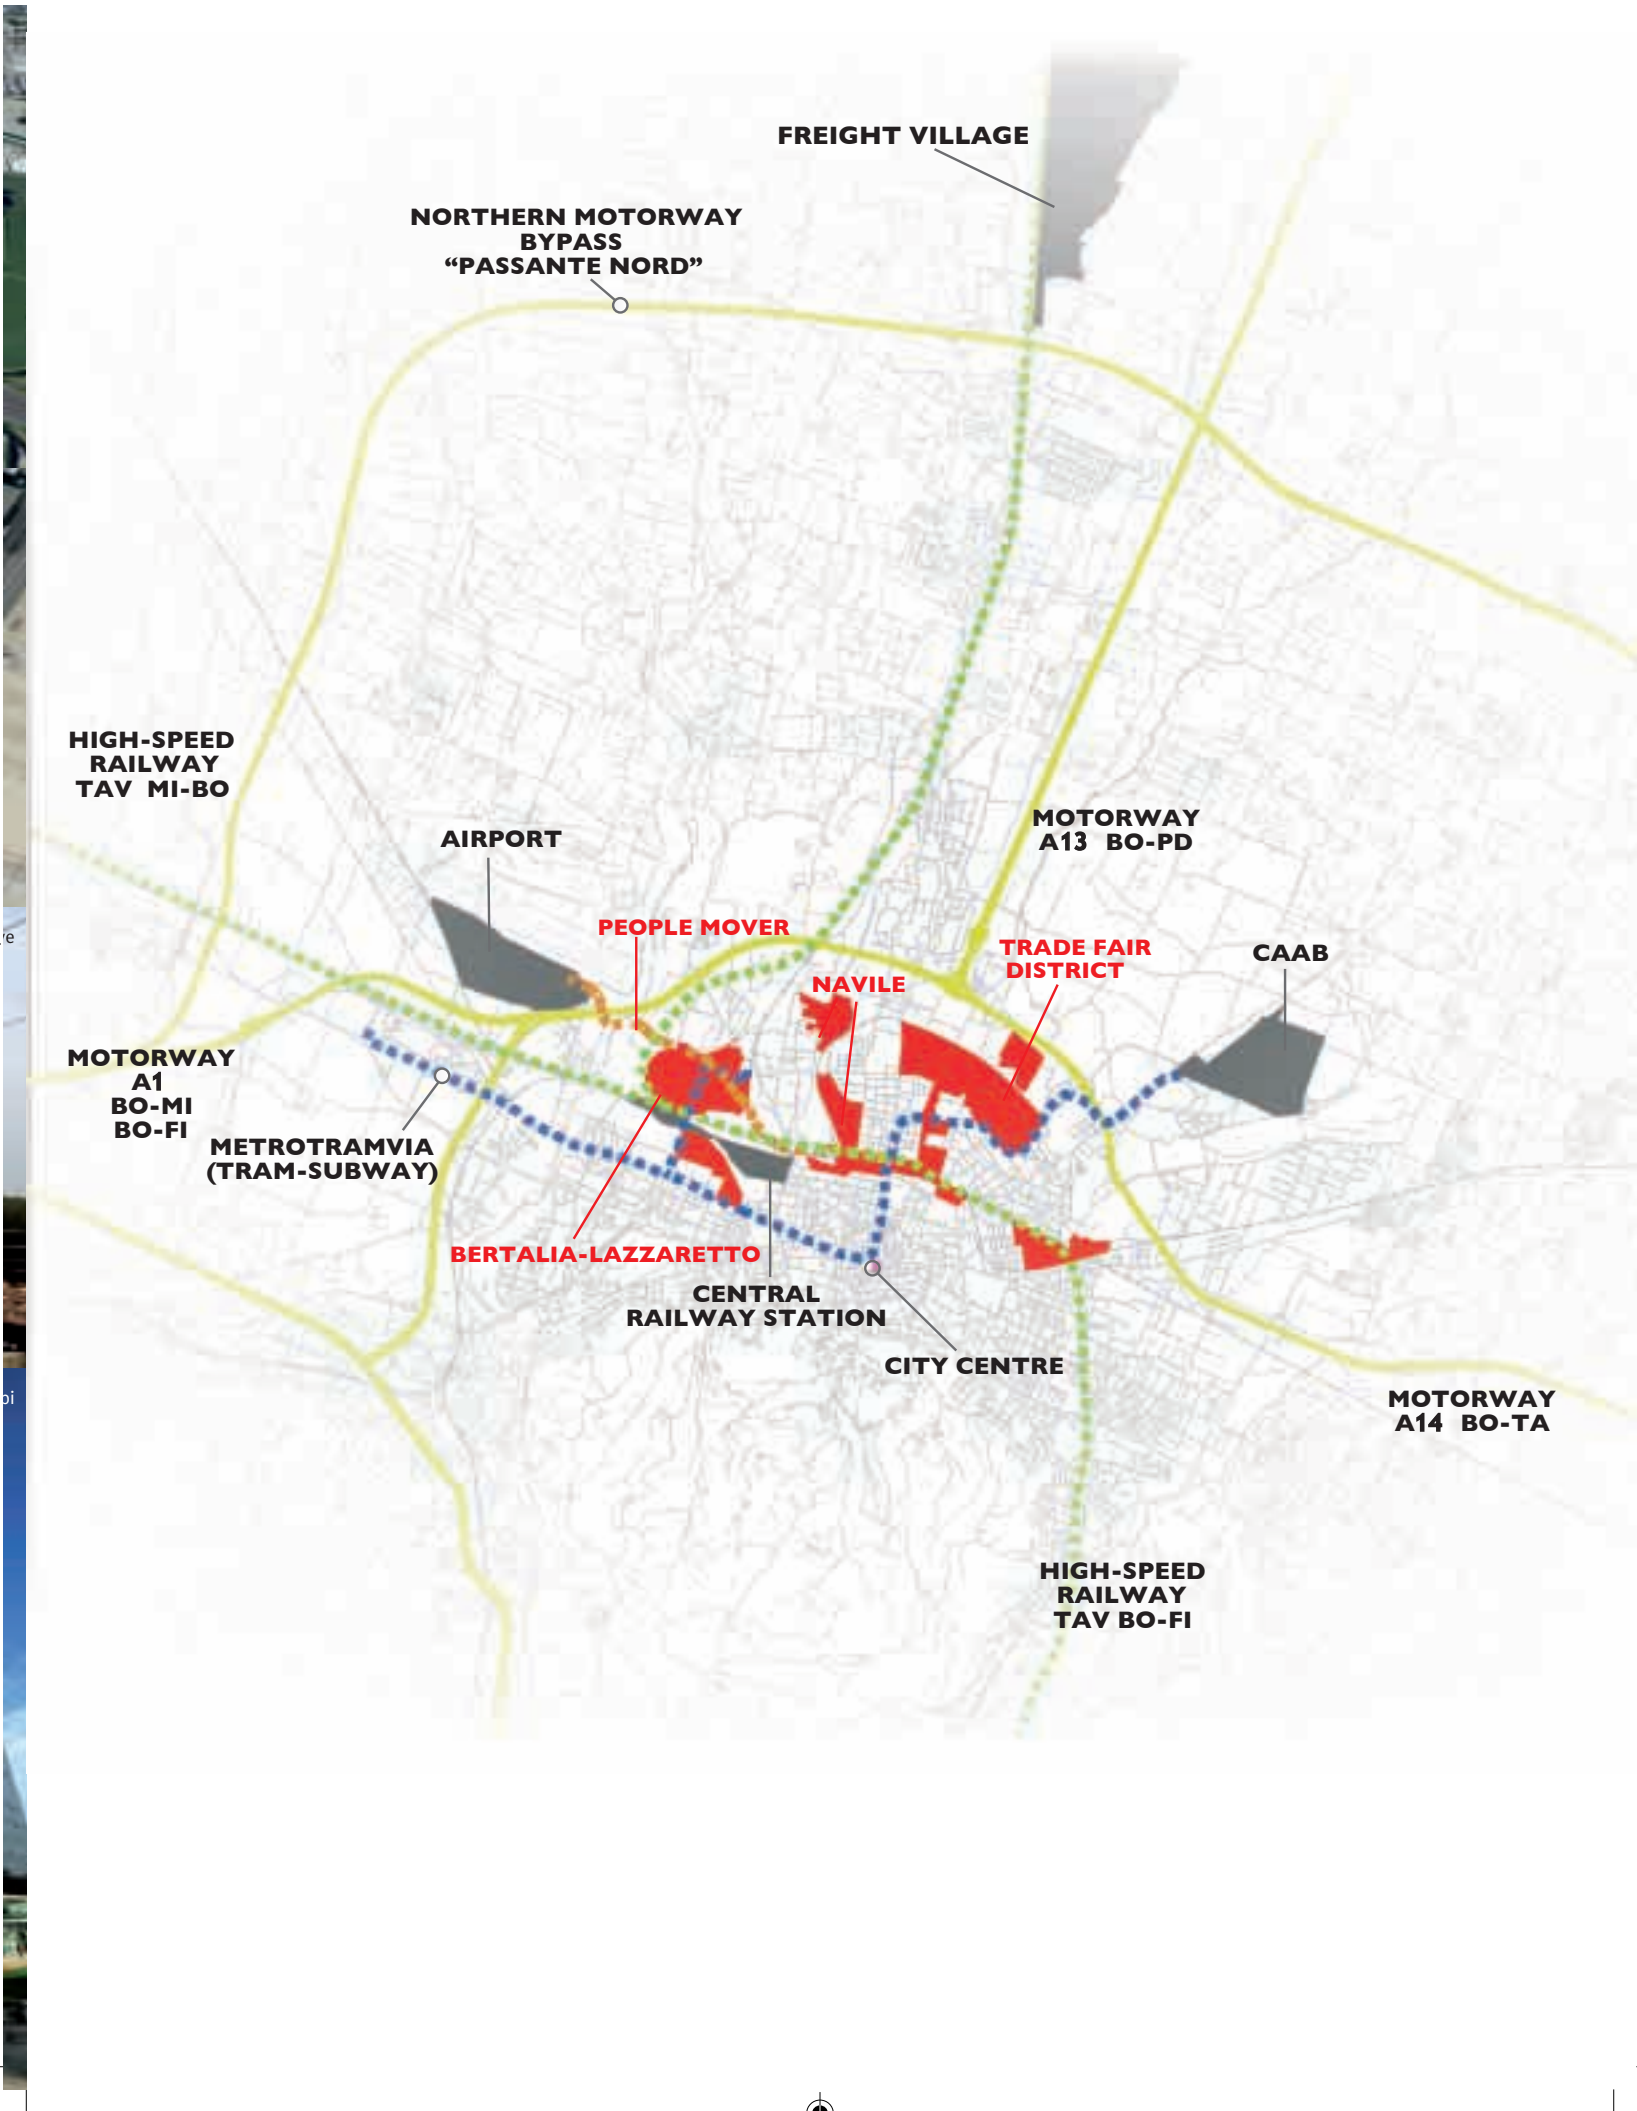 FREIGHT VILLAGE
NORTHERN MOTORWAY
BYPASS
“PASSANTE NORD”
HIGH-SPEED
RAILWAY
TAV MI-BO
AIRPORT
MOTORWAY
A13 BO-PD
PEOPLE MOVER
TRADE FAIR
DISTRICT
CAAB
NAVILE
MOTORWAY
A1
BO-MI
BO-FI
METROTRAMVIA
(TRAM-SUBWAY)
BERTALIA-LAZZARETTO
CENTRAL
RAILWAY STATION
CITY CENTRE
MOTORWAY
A14 BO-TA
HIGH-SPEED
RAILWAY
TAV BO-FI